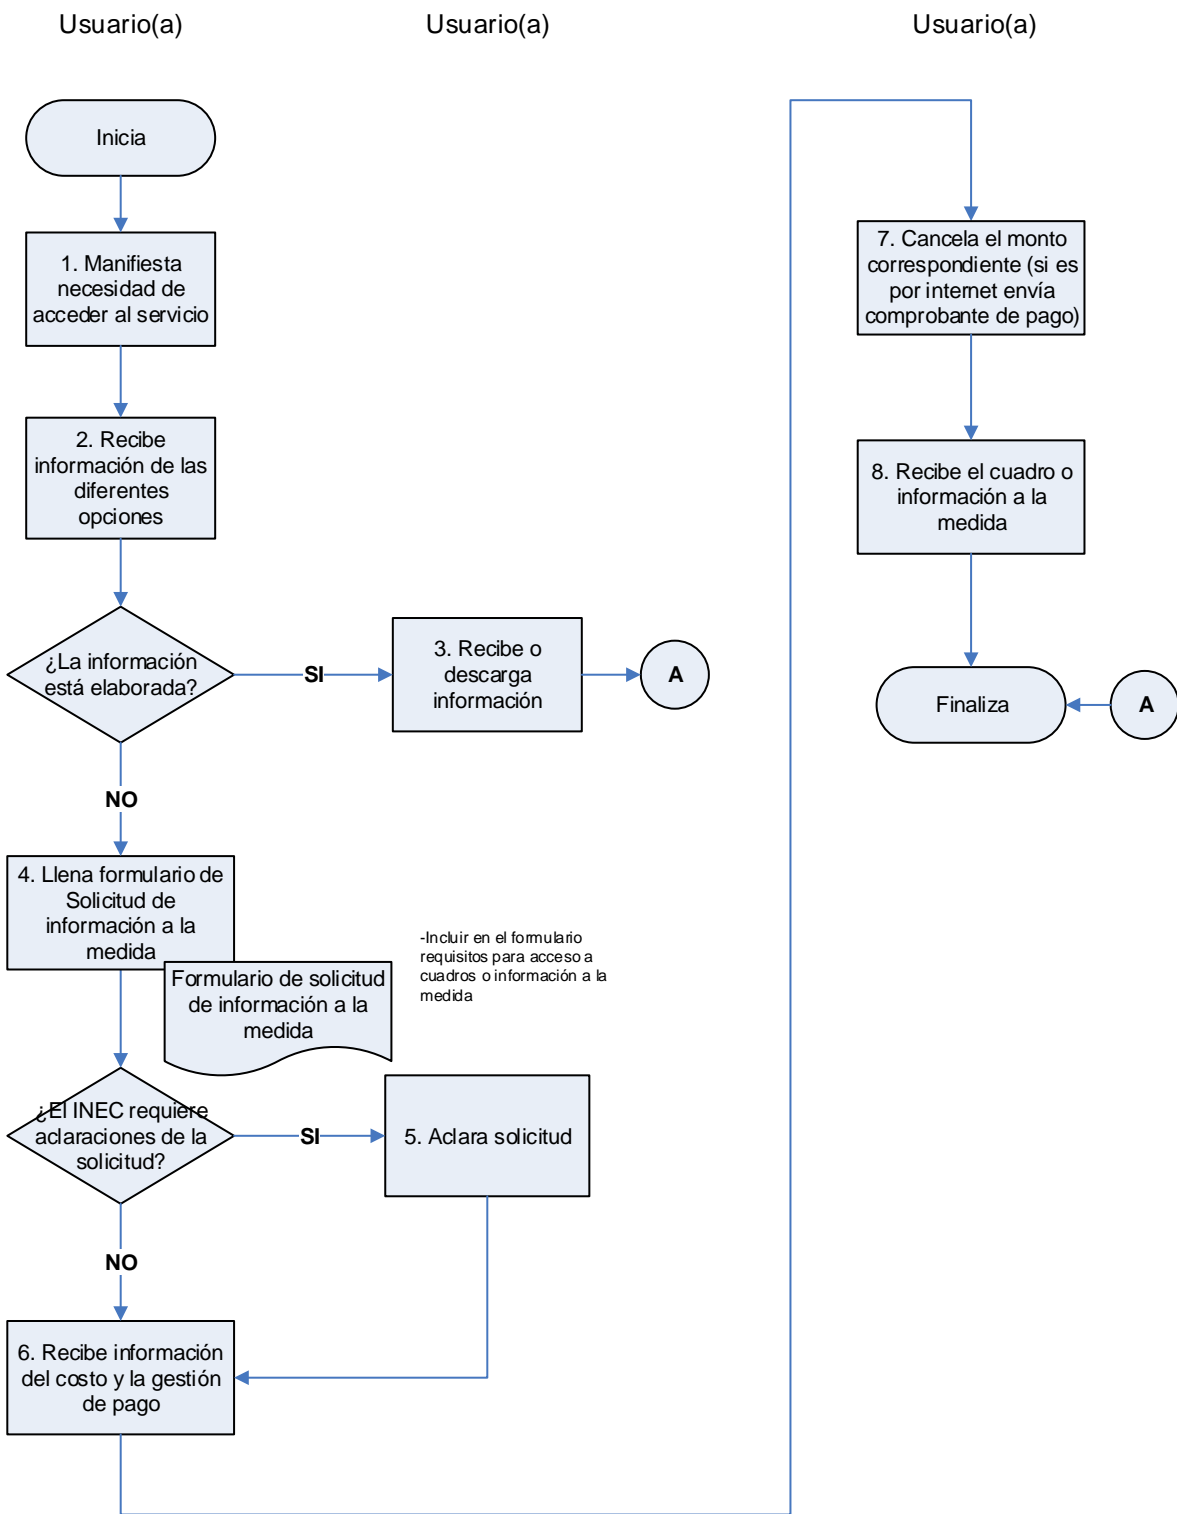 Usuario(a)
Usuario(a)
Usuario(a)
Inicia
1. Manifiesta
necesidad de
acceder al servicio
2. Recibe
información de las
diferentes
opciones
¿La información
está elaborada?
SI
3. Recibe o
descarga
información
A
NO
4. Llena formulario de
Solicitud de
información a la
medida
Formulario de solicitud
de información a la
medida
-Incluir en el formulario
requisitos para acceso a
cuadros o información a la
medida
¿El INEC requiere
aclaraciones de la
solicitud?
SI
5. Aclara solicitud
NO
6. Recibe información
del costo y la gestión
de pago
7. Cancela el monto
correspondiente (si es
por internet envía
comprobante de pago)
8. Recibe el cuadro o
información a la
medida
Finaliza
A